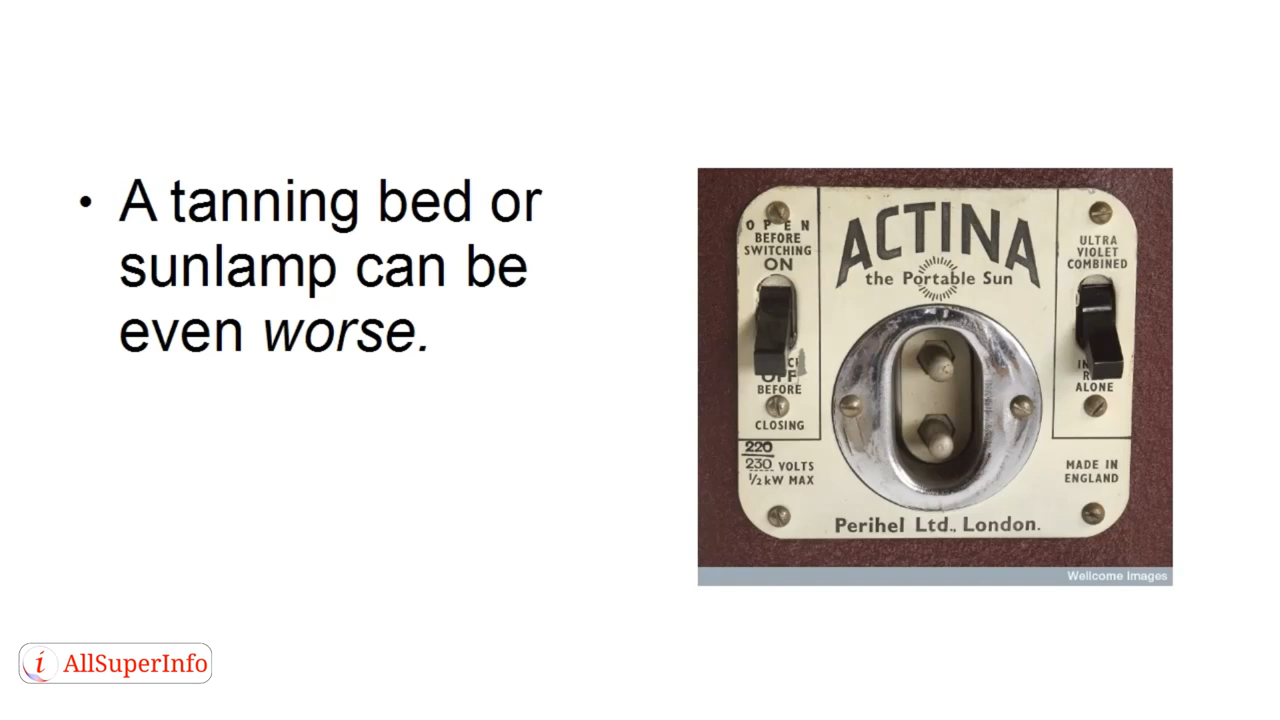 • A tanning bed or
sunlamp can be
even worse.
OPEN
BEFORE
SWITCHING
ON
OFF
BEFORE
CLOSING
220
230 VOLTS
½ kW MAX
ACTINA
the Portable Sun
Perihel Ltd., London.
ULTRA
VIOLET
COMBINED
ALONE
MADE IN
ENGLAND
Wellcome Images
i AllSuperInfo